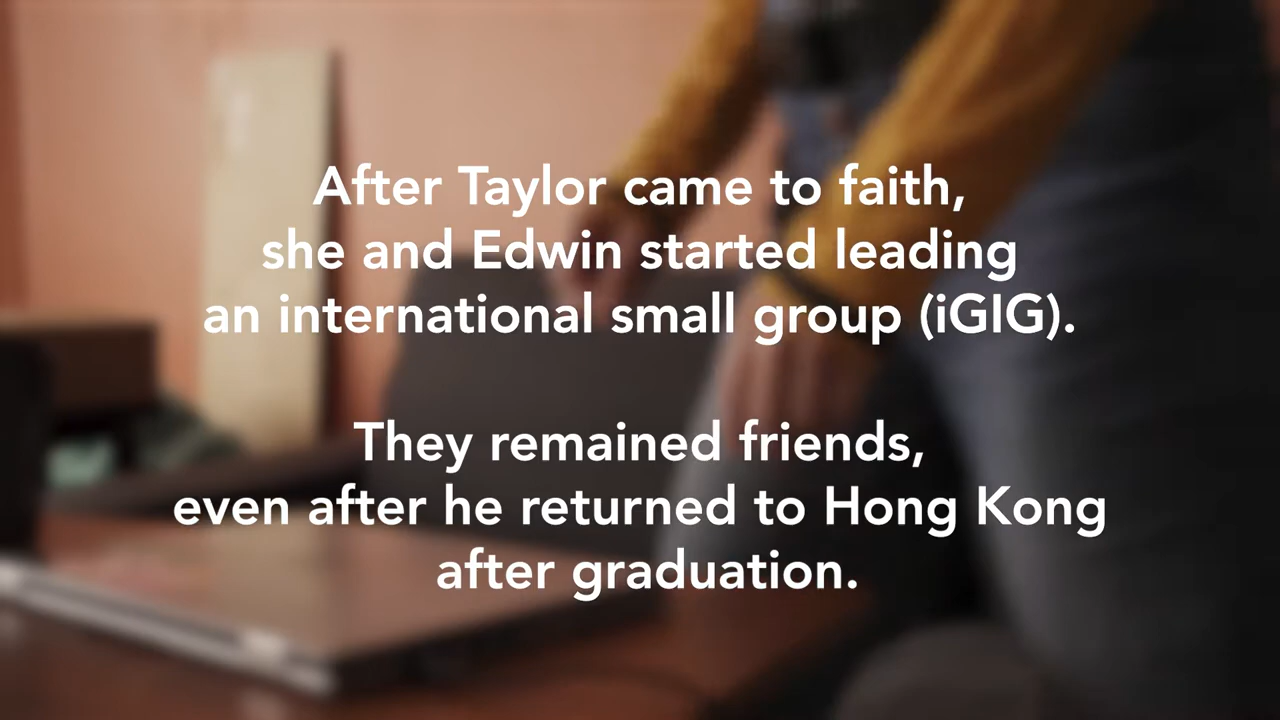 After Taylor came to faith,
she and Edwin started leading
an international small group (iGIG).
They remained friends,
even after he returned to Hong Kong
after graduation.